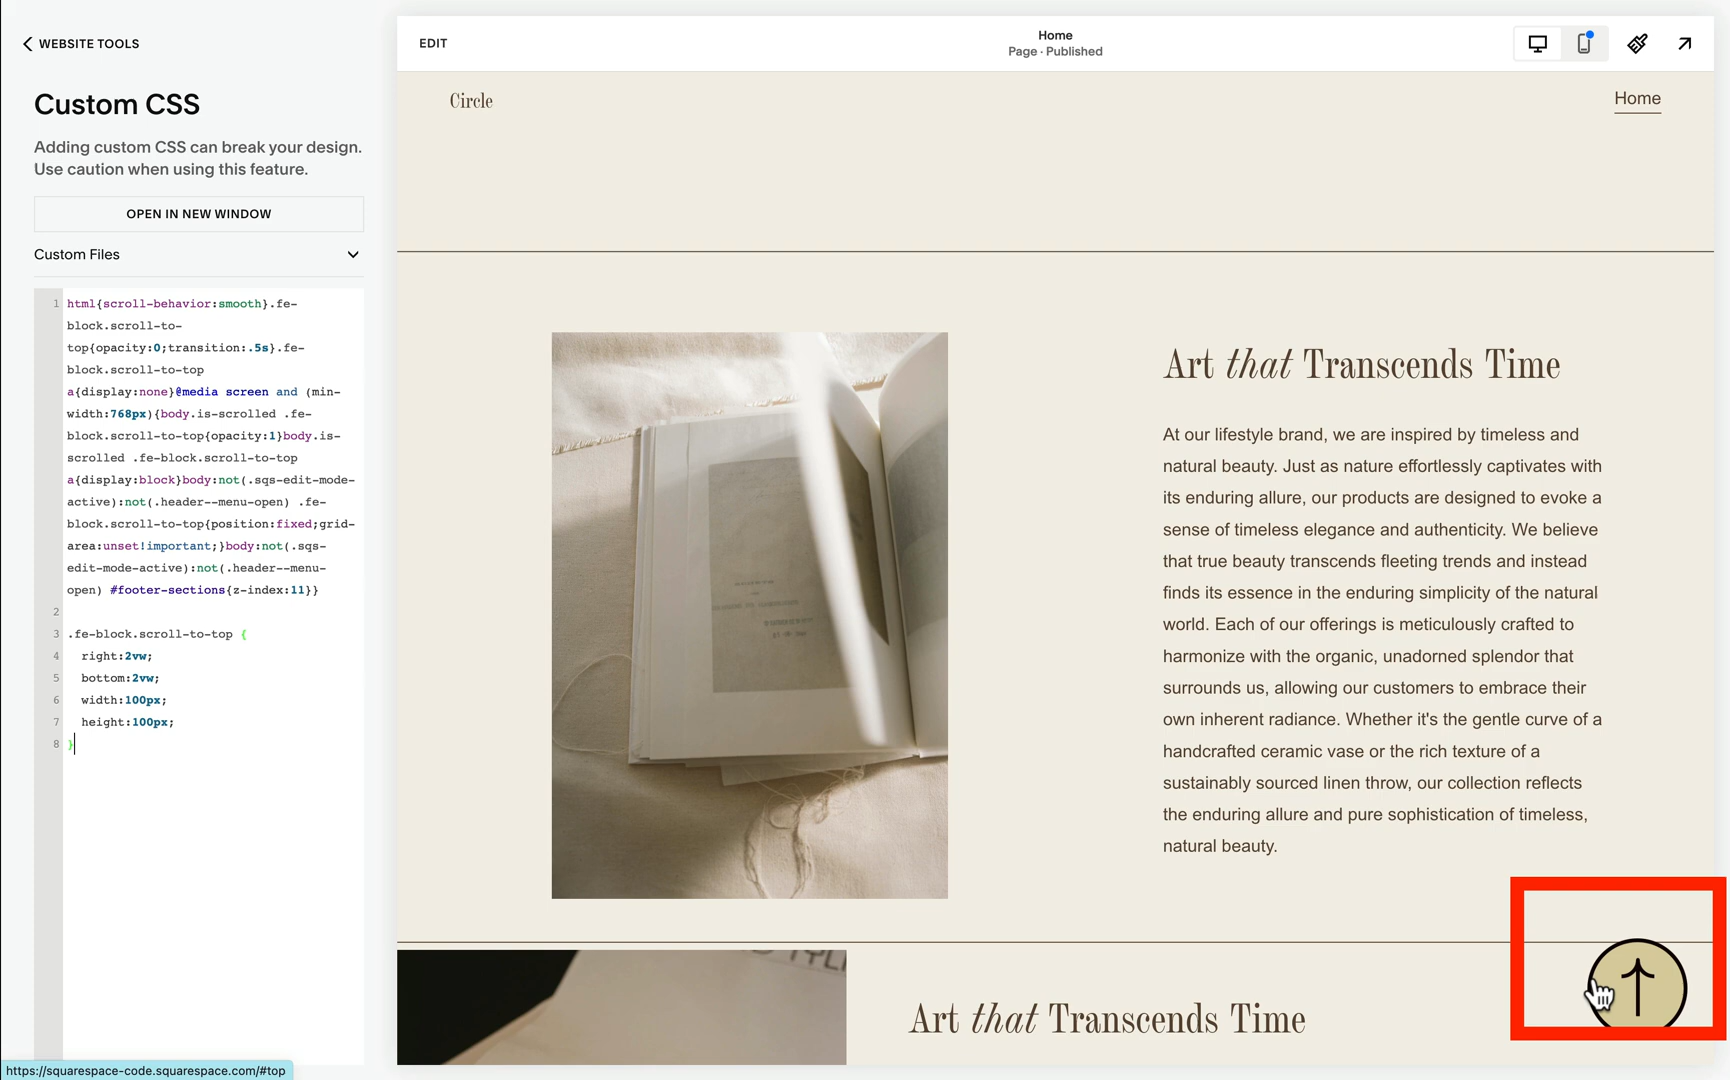 WEBSITE TOOLS
Custom CSS
Adding custom CSS can break your design.
Use caution when using this feature.
OPEN IN NEW WINDOW
Custom Files
1 html{scroll-behavior:smooth}.fe-
block.scroll-to-
top{opacity:0;transition:.5s}.fe-
block.scroll-to-top
a{display:none}@media screen and (min-
width:768px){body.is-scrolled .fe-
block.scroll-to-top{opacity:1}body.is-
scrolled .fe-block.scroll-to-top
a{display:block}body:not(.sqs-edit-mode-
active):not(.header--menu-open) .fe-
block.scroll-to-top{position:fixed;grid-
area:unset!important;}body:not(.sqs-
edit-mode-active):not(.header--menu-
open) #footer-sections{z-index:11}}
2
3 .fe-block.scroll-to-top {
4 right:2vw;
5 bottom:2vw;
6 width:100px;
7 height:100px;
8 }
https://squarespace-code.squarespace.com/#top
EDIT
Home
Page · Published
Circle
Home
Art that Transcends Time
At our lifestyle brand, we are inspired by timeless and
natural beauty. Just as nature effortlessly captivates with
its enduring allure, our products are designed to evoke a
sense of timeless elegance and authenticity. We believe
that true beauty transcends fleeting trends and instead
finds its essence in the enduring simplicity of the natural
world. Each of our offerings is meticulously crafted to
harmonize with the organic, unadorned splendor that
surrounds us, allowing our customers to embrace their
own inherent radiance. Whether it's the gentle curve of a
handcrafted ceramic vase or the rich texture of a
sustainably sourced linen throw, our collection reflects
the enduring allure and pure sophistication of timeless,
natural beauty.
Art that Transcends Time